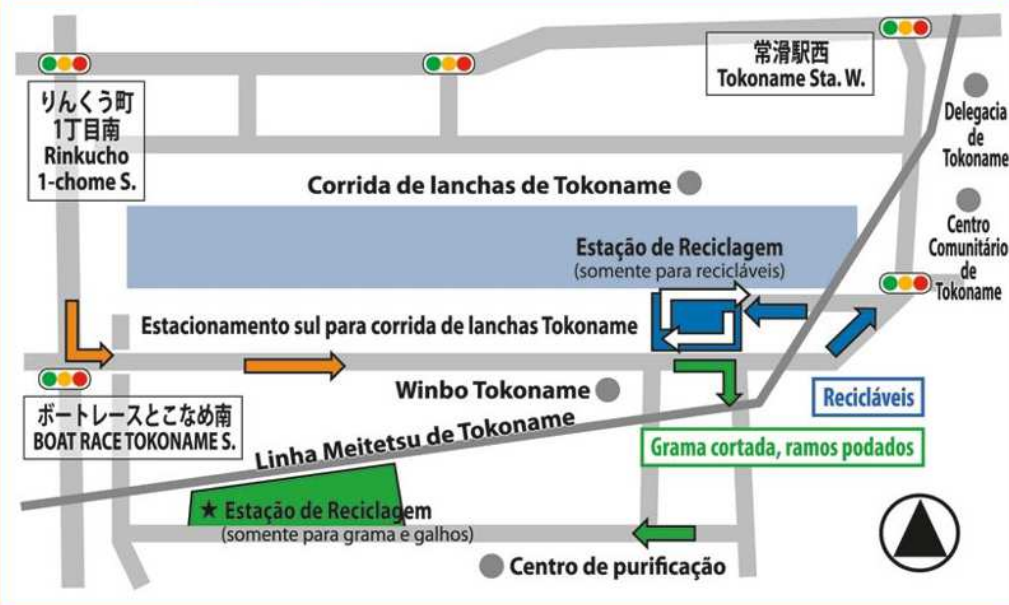 常滑駅西
Tokoname Sta. W.
りんくう町
1丁目南
Rinkucho
1-chome S.
Delegacia
de
Tokoname
Corrida de lanchas de Tokoname
Centro
Comunitário
de
Tokoname
Estação de Reciclagem
(somente para recicláveis)
Estacionamento sul para corrida de lanchas Tokoname
Winbo Tokoname
Recicláveis
ボートレースとこなめ南
BOAT RACE TOKONAME S.
Linha Meitetsu de Tokoname
Grama cortada, ramos podados
★ Estação de Reciclagem
(somente para grama e galhos)
Centro de purificação